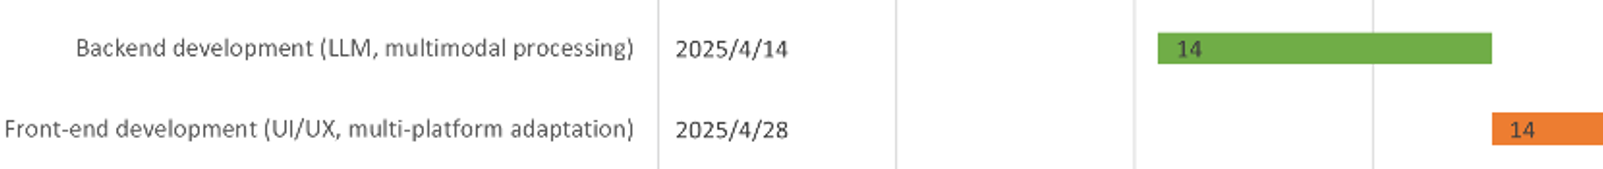 Backend development (LLM, multimodal processing) 2025/4/14 14
Front-end development (UI/UX, multi-platform adaptation) 2025/4/28 14